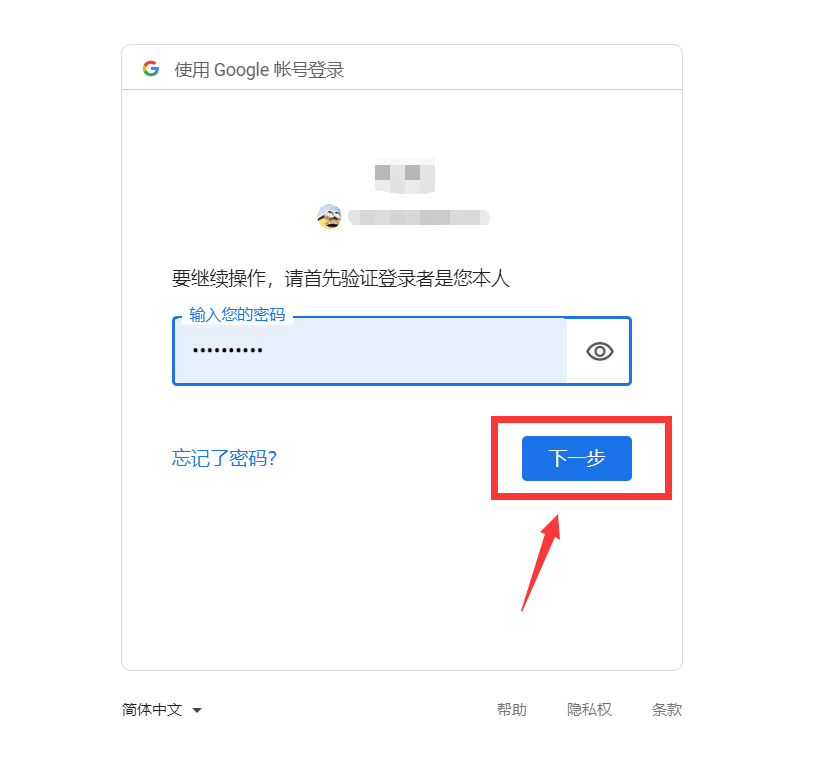 使用 Google 帐号登录
要继续操作，请首先验证登录者是您本人
输入您的密码
••••••••••
忘记了密码?
下一步
简体中文
帮助
隐私权
条款